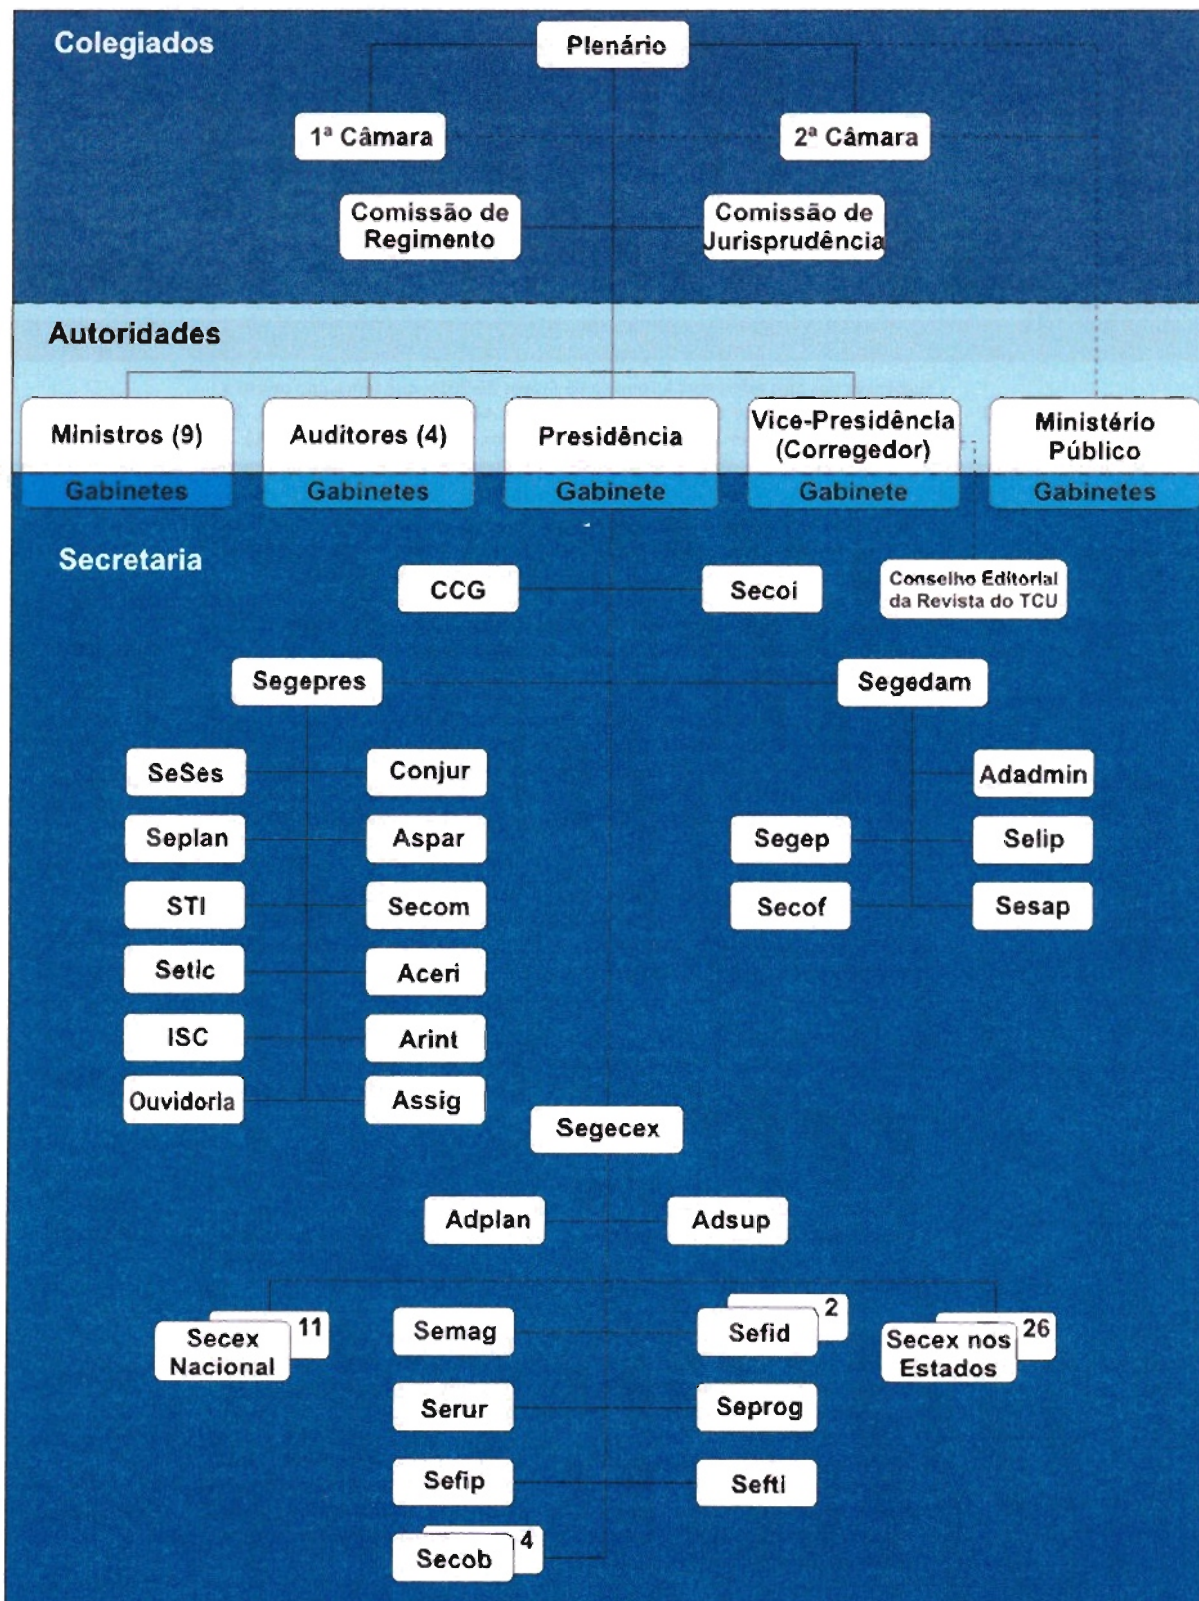 Colegiados
Plenário
1ª Câmara
2ª Câmara
Comissão de
Regimento
Comissão de
Jurisprudência
Autoridades
Ministros (9)
Gabinetes
Auditores (4)
Gabinetes
Presidência
Gabinete
Vice-Presidência
(Corregedor)
Gabinete
Ministério
Público
Gabinetes
Secretaria
CCG
Secoi
Conselho Editorial
da Revista do TCU
Segepres
Segedam
SeSes
Conjur
Adadmin
Seplan
Aspar
Segep
Selip
STI
Secom
Secof
Sesap
Setic
Aceri
ISC
Arint
Ouvidoria
Assig
Segecex
Adplan
Adsup
Secex
Nacional
11
Semag
Sefid
2
Secex nos
Estados
26
Serur
Seprog
Sefip
Sefti
Secob
4